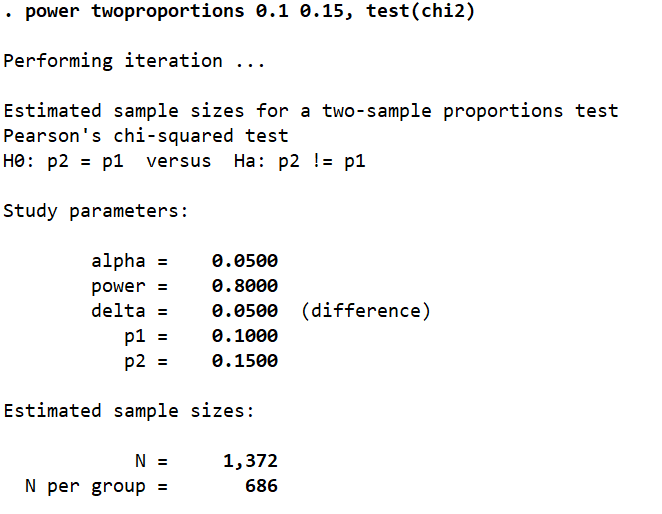 . power twoproportions 0.1 0.15, test(chi2)
Performing iteration ...
Estimated sample sizes for a two-sample proportions test
Pearson's chi-squared test
H0: p2 = p1  versus  Ha: p2 != p1
Study parameters:
alpha =    0.0500
power =    0.8000
delta =    0.0500  (difference)
p1 =    0.1000
p2 =    0.1500
Estimated sample sizes:
N =     1,372
N per group =       686